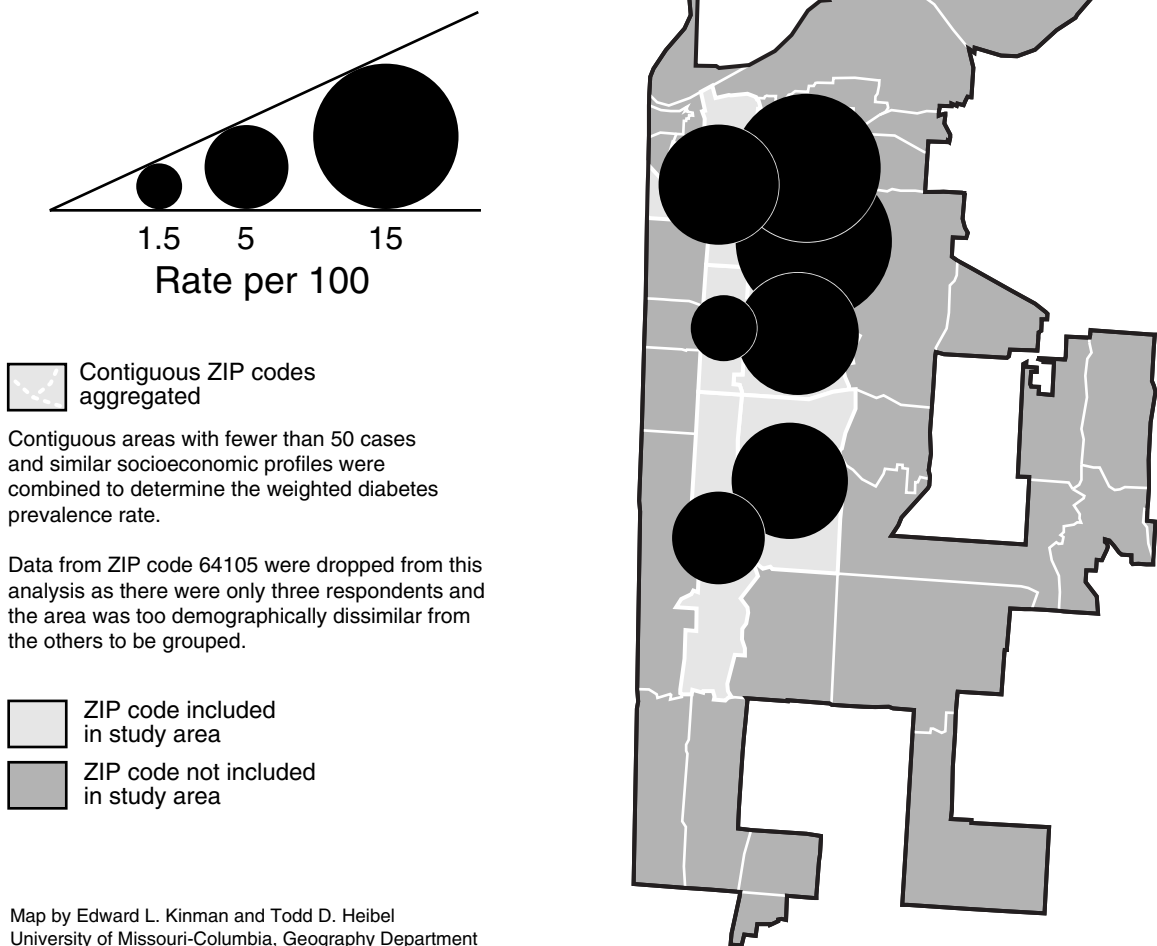 1.5 5 15
Rate per 100
Contiguous ZIP codes
aggregated
Contiguous areas with fewer than 50 cases
and similar socioeconomic profiles were
combined to determine the weighted diabetes
prevalence rate.
Data from ZIP code 64105 were dropped from this
analysis as there were only three respondents and
the area was too demographically dissimilar from
the others to be grouped.
ZIP code included
in study area
ZIP code not included
in study area
Map by Edward L. Kinman and Todd D. Heibel
University of Missouri-Columbia, Geography Department